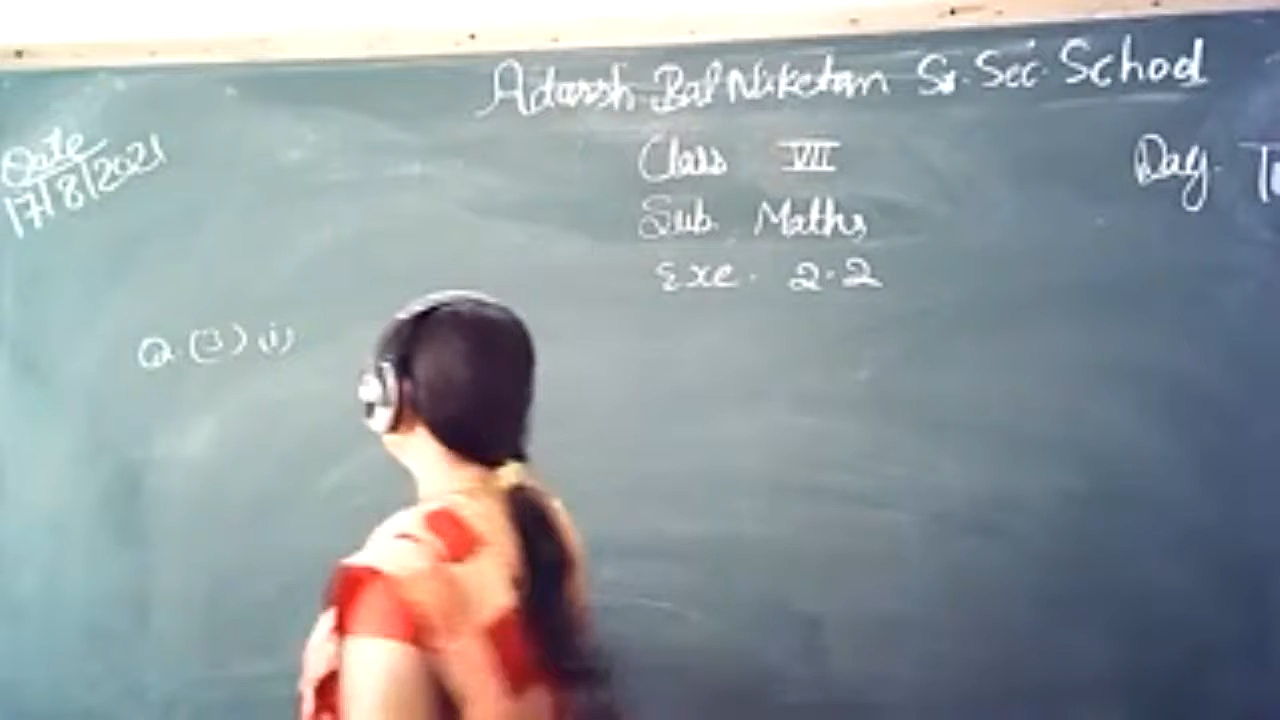 Adarsh Bal Niketan Sr. Sec. School
Date
17/8/2021
Class VII
Day.
Sub. Maths
Exe. 2.2
Q. (3) (i)